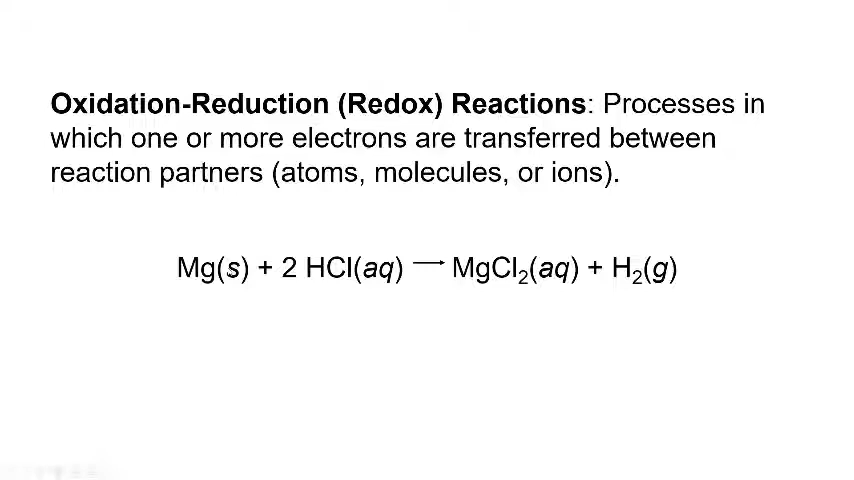 Oxidation-Reduction (Redox) Reactions: Processes in
which one or more electrons are transferred between
reaction partners (atoms, molecules, or ions).
Mg(s) + 2 HCl(aq) → MgCl₂(aq) + H₂(g)